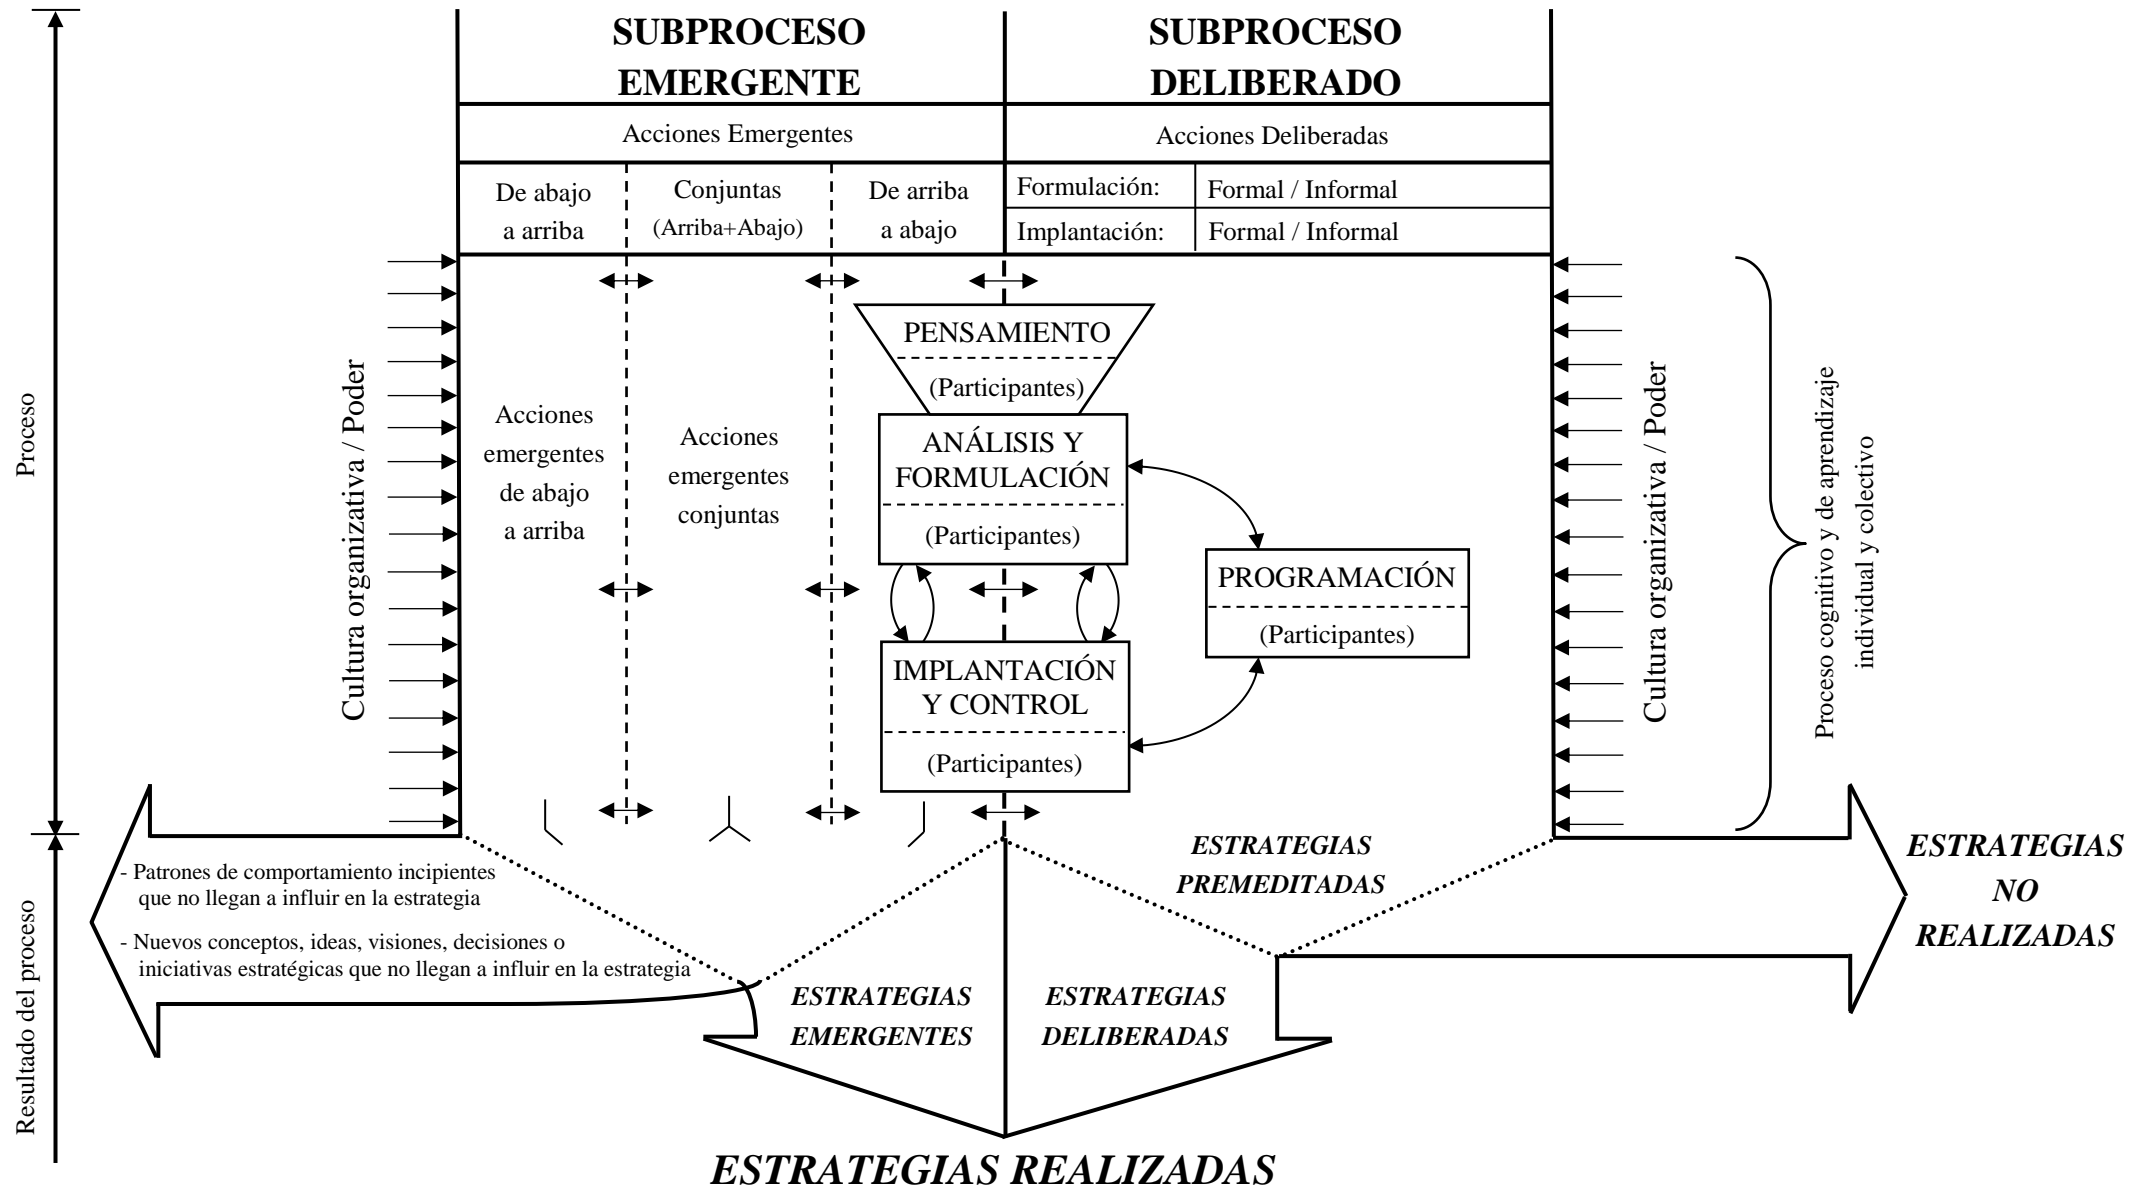 SUBPROCESO
EMERGENTE
SUBPROCESO
DELIBERADO
Acciones Emergentes
Acciones Deliberadas
De abajo
a arriba
Conjuntas
(Arriba+Abajo)
De arriba
a abajo
Formulación:
Formal / Informal
Implantación:
Formal / Informal
Proceso
Cultura organizativa / Poder
Acciones
emergentes
de abajo
a arriba
Acciones
emergentes
conjuntas
PENSAMIENTO
(Participantes)
ANÁLISIS Y
FORMULACIÓN
(Participantes)
PROGRAMACIÓN
(Participantes)
IMPLANTACIÓN
Y CONTROL
(Participantes)
Cultura organizativa / Poder
Proceso cognitivo y de aprendizaje
individual y colectivo
Resultado del proceso
- Patrones de comportamiento incipientes
que no llegan a influir en la estrategia
- Nuevos conceptos, ideas, visiones, decisiones o
iniciativas estratégicas que no llegan a influir en la estrategia
ESTRATEGIAS
PREMEDITADAS
ESTRATEGIAS
NO
REALIZADAS
ESTRATEGIAS
EMERGENTES
ESTRATEGIAS
DELIBERADAS
ESTRATEGIAS REALIZADAS